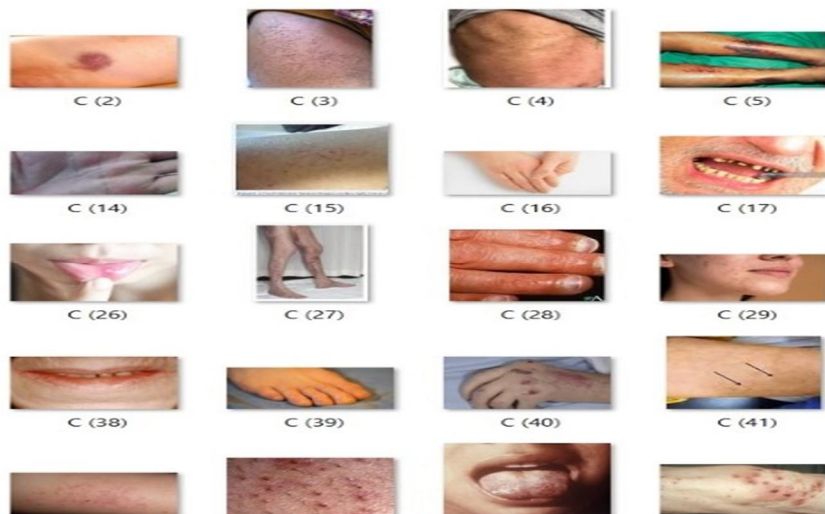 C (2) C (3) C (4) C (5)
C (14) C (15) C (16) C (17)
C (26) C (27) C (28) C (29)
C (38) C (39) C (40) C (41)